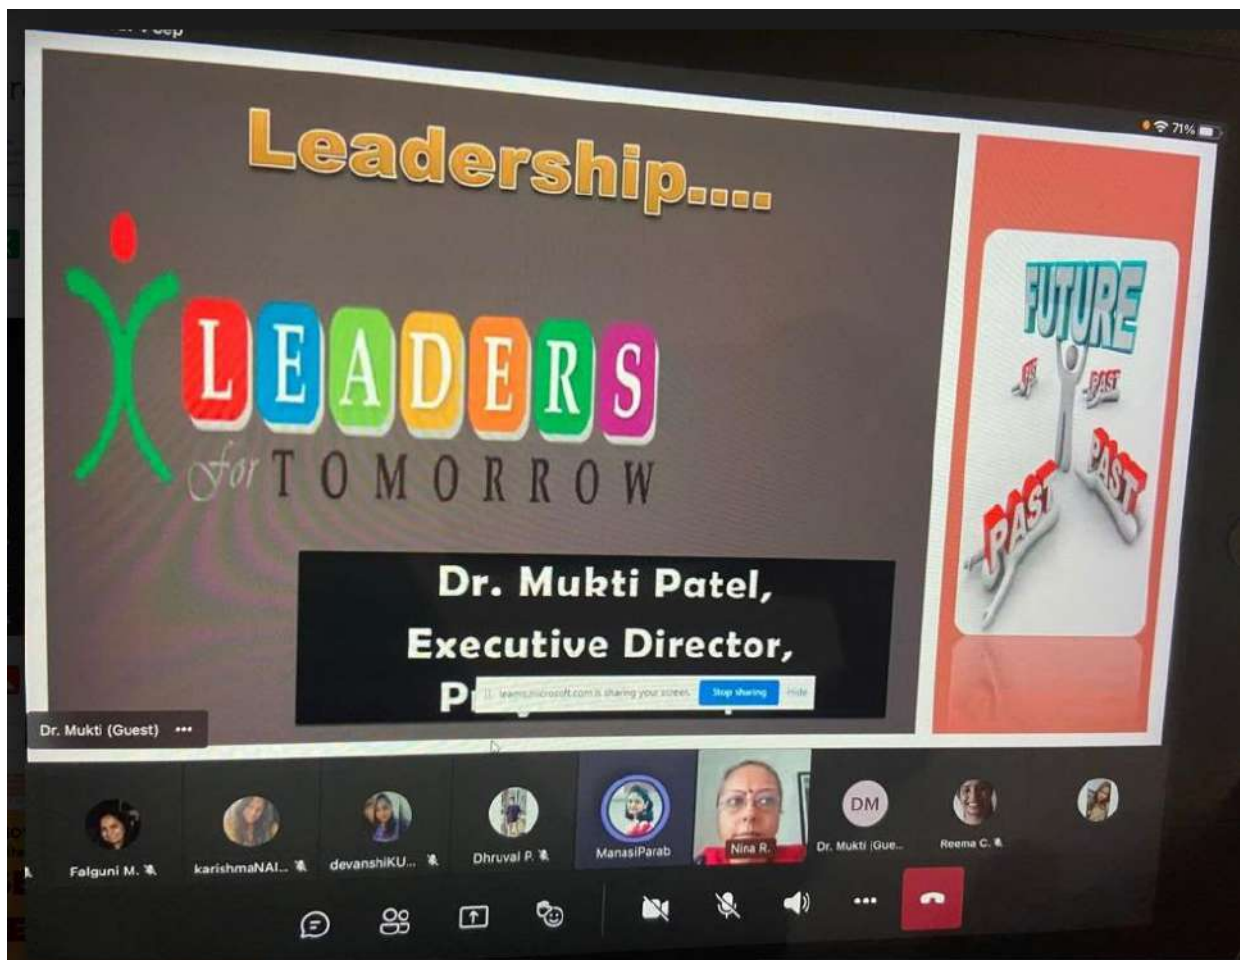 71%
Leadership....
LEADERS
for TOMORROW
FUTURE
PAST
PAST
PAST
Dr. Mukti Patel,
Executive Director,
teams.microsoft.com is sharing your screen.
Stop sharing
Hide
Dr. Mukti (Guest)
Falguni M.
karishmaNAI...
devanshiKU...
Dhruval P.
ManasiParab
Nina R.
DM
Dr. Mukti (Gue...
Reema C.